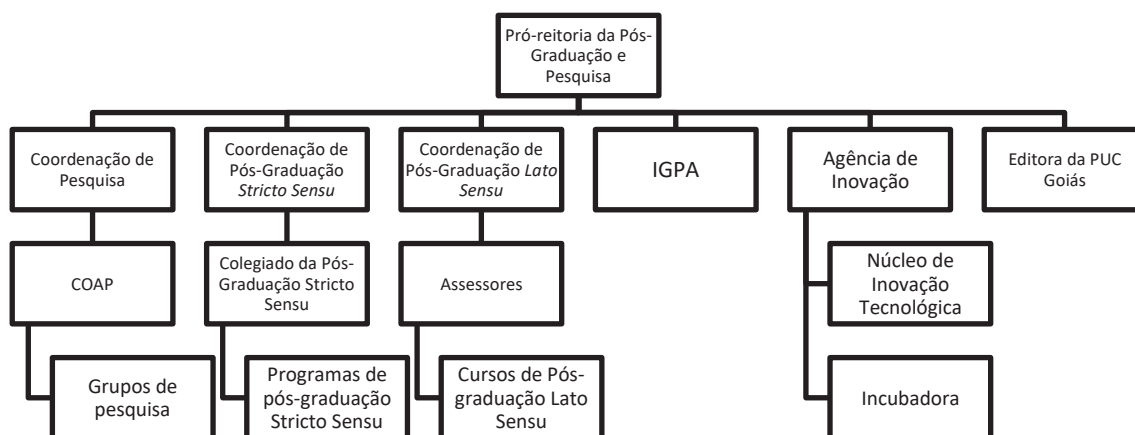 Pró-reitoria da Pós-
Graduação e
Pesquisa
Coordenação de
Pesquisa
Coordenação de
Pós-Graduação
Stricto Sensu
Coordenação de
Pós-Graduação Lato
Sensu
IGPA
Agência de
Inovação
Editora da PUC
Goiás
COAP
Colegiado da Pós-
Graduação Stricto
Sensu
Assessores
Núcleo de
Inovação
Tecnológica
Grupos de
pesquisa
Programas de
pós-graduação
Stricto Sensu
Cursos de Pós-
graduação Lato
Sensu
Incubadora